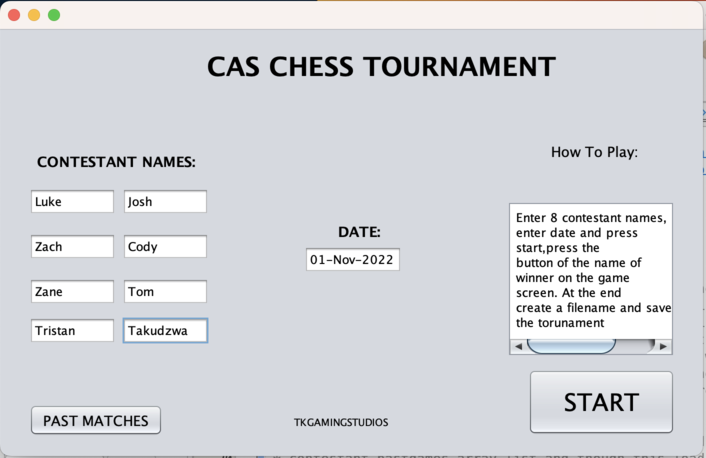 CAS CHESS TOURNAMENT
CONTESTANT NAMES:
Luke Josh
Zach Cody
Zane Tom
Tristan Takudzwa
DATE:
01-Nov-2022
How To Play:
Enter 8 contestant names,
enter date and press
start,press the
button of the name of
winner on the game
screen. At the end
create a filename and save
the torunament
PAST MATCHES
TKGAMINGSTUDIOS
START